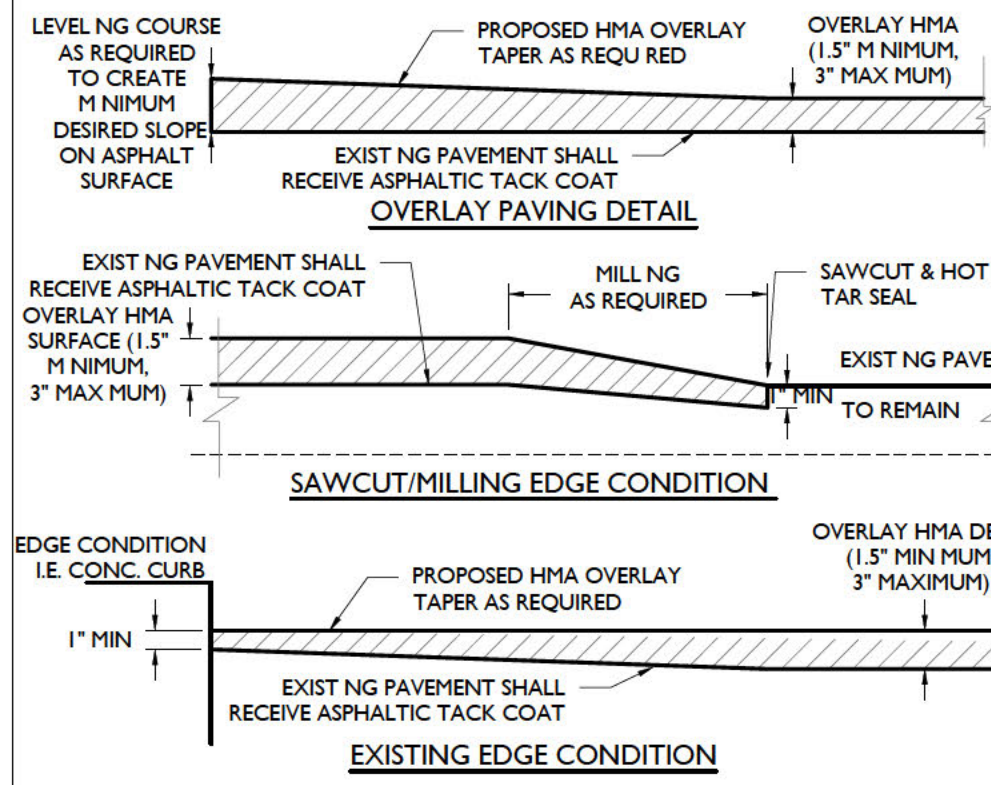 LEVEL NG COURSE
AS REQUIRED
TO CREATE
M NIMUM
DESIRED SLOPE
ON ASPHALT
SURFACE
PROPOSED HMA OVERLAY
TAPER AS REQU RED
OVERLAY HMA
(1.5" M NIMUM,
3" MAX MUM)
EXIST NG PAVEMENT SHALL
RECEIVE ASPHALTIC TACK COAT
OVERLAY PAVING DETAIL
EXIST NG PAVEMENT SHALL
RECEIVE ASPHALTIC TACK COAT
OVERLAY HMA
SURFACE (1.5"
M NIMUM,
3" MAX MUM)
MILL NG
AS REQUIRED
SAWCUT & HOT
TAR SEAL
EXIST NG PAVE
1" MIN
TO REMAIN
SAWCUT/MILLING EDGE CONDITION
EDGE CONDITION
I.E. CONC. CURB
1" MIN
PROPOSED HMA OVERLAY
TAPER AS REQUIRED
OVERLAY HMA DE
(1.5" MIN MUM
3" MAXIMUM)
EXIST NG PAVEMENT SHALL
RECEIVE ASPHALTIC TACK COAT
EXISTING EDGE CONDITION